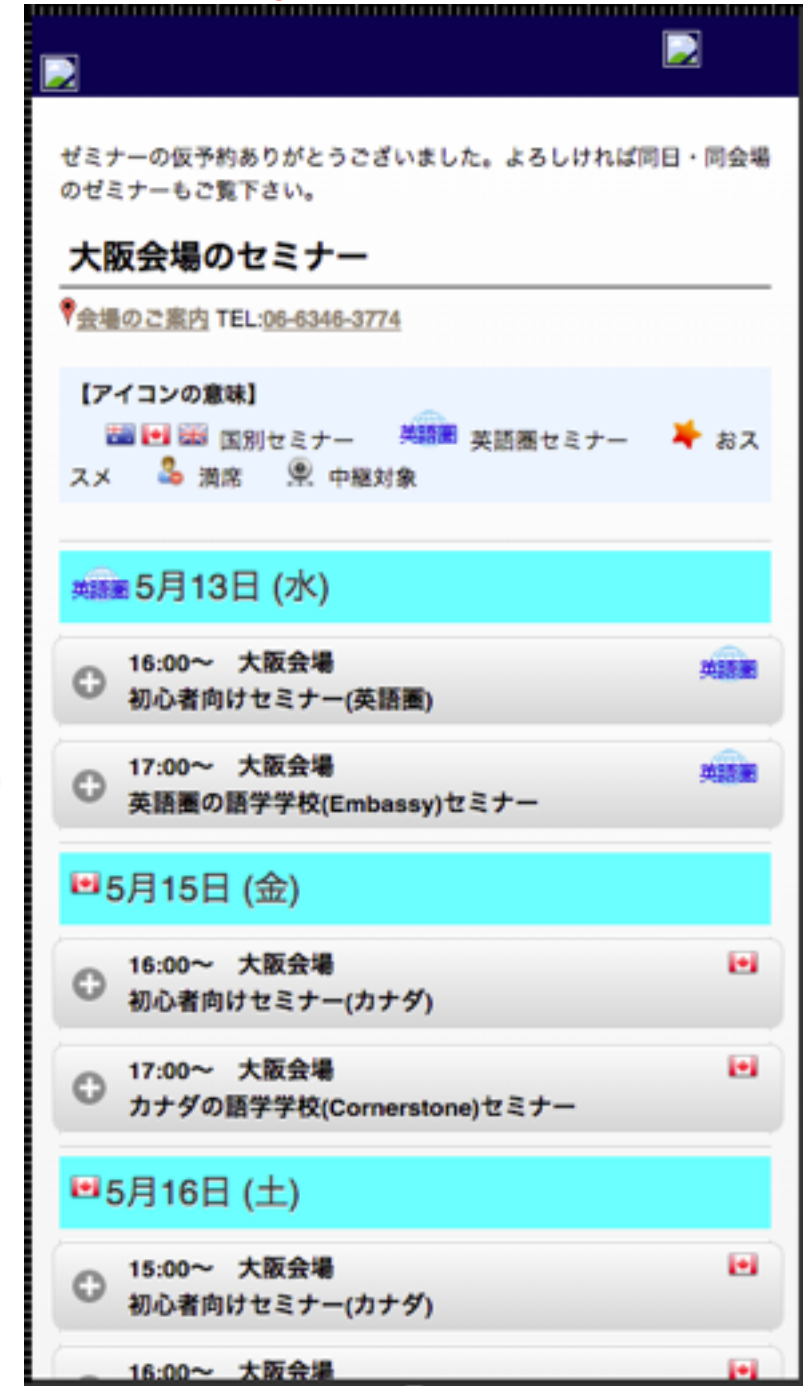 ゼミナーの仮予約ありがとうございました。よろしければ同日・同会場
のゼミナーもご覧下さい。
大阪会場のセミナー
会場のご案内 TEL:06-6346-3774
【アイコンの意味】
国別セミナー 英語圏 英語圏セミナー おス
スメ 満席 中継対象
英語圏 5月13日 (水)
16:00〜 大阪会場 英語圏
初心者向けセミナー(英語圏)
17:00〜 大阪会場 英語圏
英語圏の語学学校(Embassy)セミナー
5月15日 (金)
16:00〜 大阪会場
初心者向けセミナー(カナダ)
17:00〜 大阪会場
カナダの語学学校(Cornerstone)セミナー
5月16日 (土)
15:00〜 大阪会場
初心者向けセミナー(カナダ)
16:00〜 大阪会場